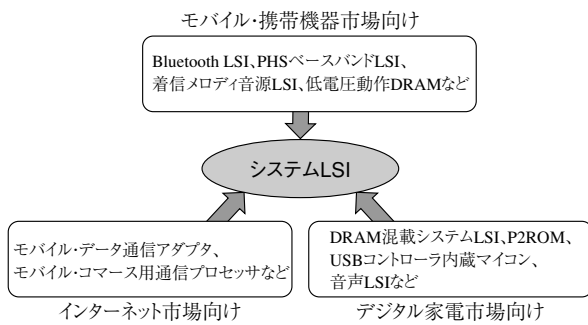 モバイル・携帯機器市場向け
Bluetooth LSI、PHSベースバンドLSI、
着信メロディ音源LSI、低電圧動作DRAMなど
システムLSI
モバイル・データ通信アダプタ、
モバイル・コマース用通信プロセッサなど
インターネット市場向け
DRAM混載システムLSI、P2ROM、
USBコントローラ内蔵マイコン、
音声LSIなど
デジタル家電市場向け